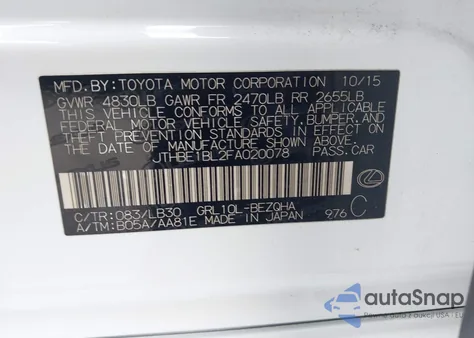 MFD.BY:TOYOTA MOTOR CORPORATION 10/15
GVWR 4830LB GAWR FR 2470LB RR 2655LB
THIS VEHICLE CONFORMS TO ALL APPLICABLE
FEDERAL MOTOR VEHICLE SAFETY,BUMPER,AND
THEFT PREVENTION STANDARDS IN EFFECT ON
THE DATE OF MANUFACTURE SHOWN ABOVE.
JTHBE1BL2FA020078 PASS.CAR
C/TR:083/LB30 GRL10L-BEZQHA
A/TM:B05A/AA81E MADE IN JAPAN 976 C
autoSnap